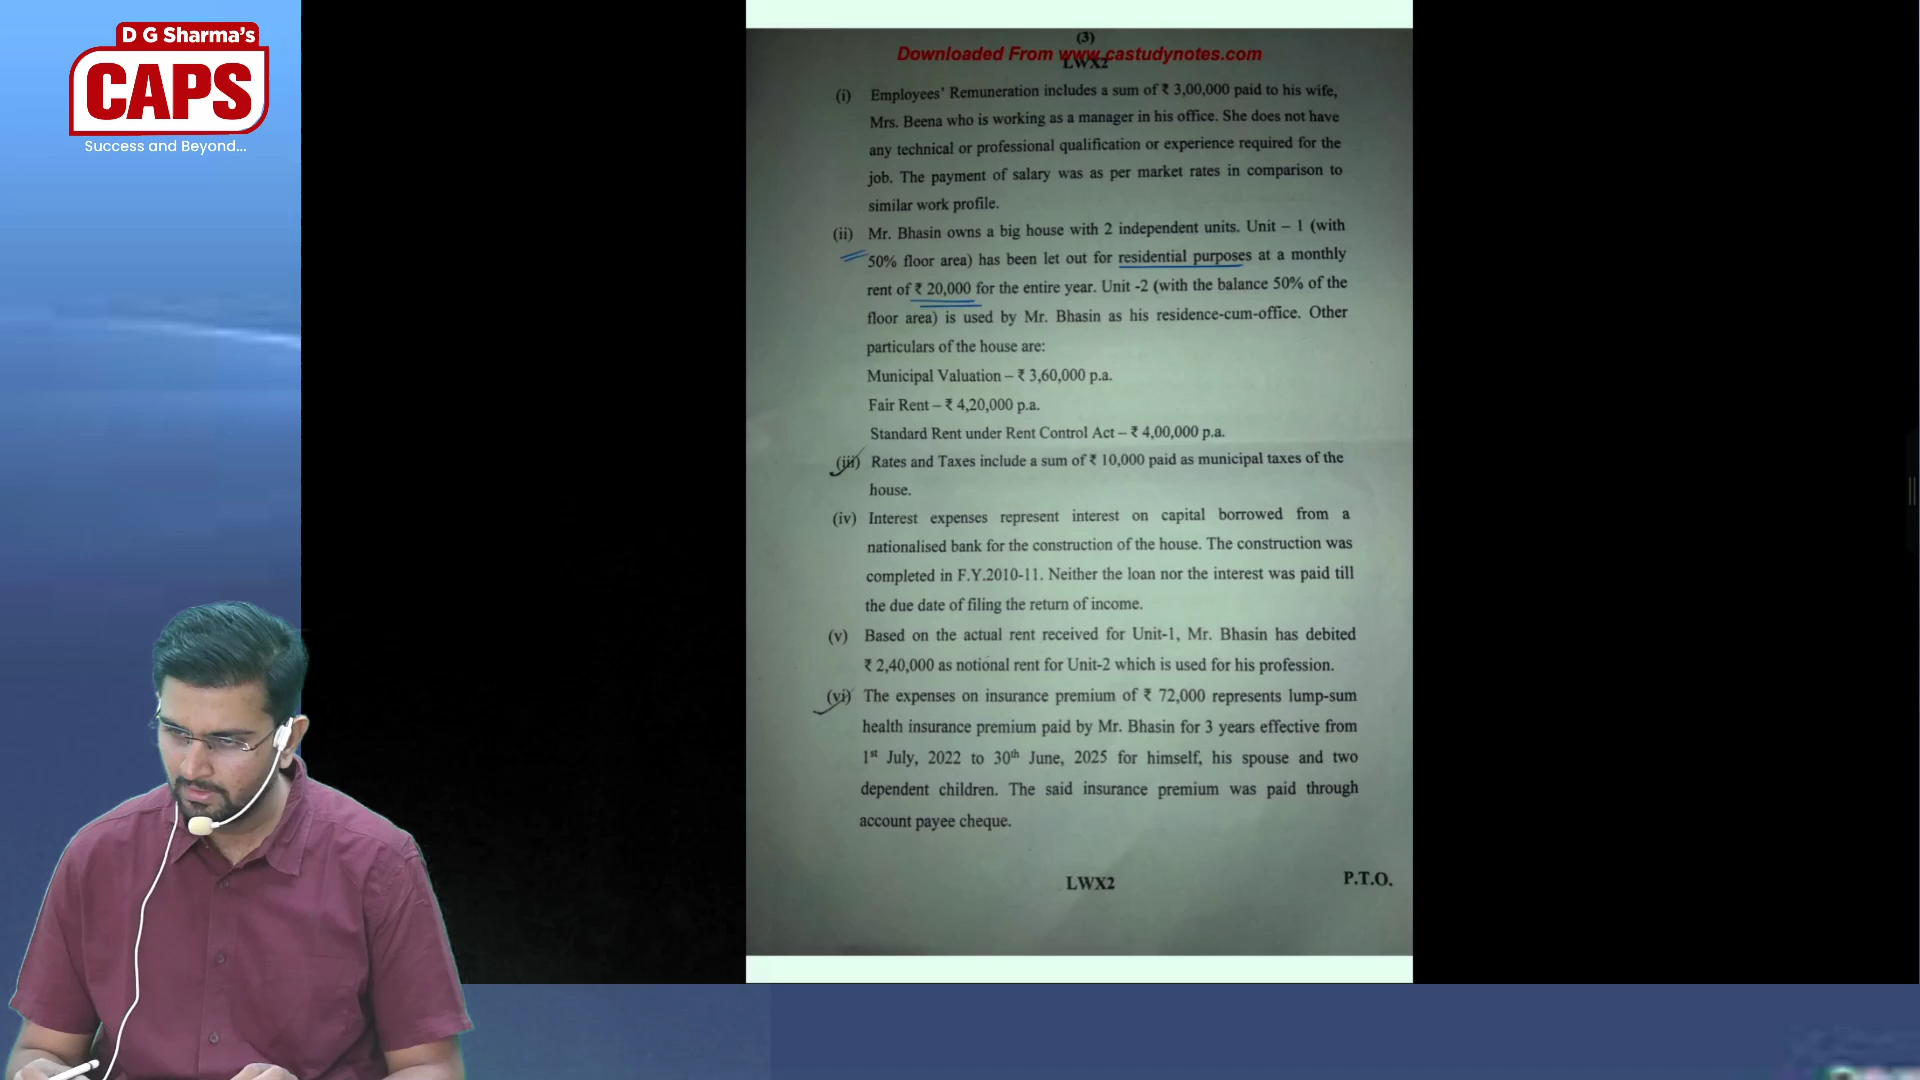 D G Sharma's
CAPS
Success and Beyond...
(3)
Downloaded From www.castudynotes.com
LWX2
(i) Employees' Remuneration includes a sum of ₹ 3,00,000 paid to his wife,
Mrs. Beena who is working as a manager in his office. She does not have
any technical or professional qualification or experience required for the
job. The payment of salary was as per market rates in comparison to
similar work profile.
(ii) Mr. Bhasin owns a big house with 2 independent units. Unit – 1 (with
50% floor area) has been let out for residential purposes at a monthly
rent of ₹ 20,000 for the entire year. Unit -2 (with the balance 50% of the
floor area) is used by Mr. Bhasin as his residence-cum-office. Other
particulars of the house are:
Municipal Valuation – ₹ 3,60,000 p.a.
Fair Rent – ₹ 4,20,000 p.a.
Standard Rent under Rent Control Act – ₹ 4,00,000 p.a.
(iii) Rates and Taxes include a sum of ₹ 10,000 paid as municipal taxes of the
house.
(iv) Interest expenses represent interest on capital borrowed from a
nationalised bank for the construction of the house. The construction was
completed in F.Y.2010-11. Neither the loan nor the interest was paid till
the due date of filing the return of income.
(v) Based on the actual rent received for Unit-1, Mr. Bhasin has debited
₹ 2,40,000 as notional rent for Unit-2 which is used for his profession.
(vi) The expenses on insurance premium of ₹ 72,000 represents lump-sum
health insurance premium paid by Mr. Bhasin for 3 years effective from
1st July, 2022 to 30th June, 2025 for himself, his spouse and two
dependent children. The said insurance premium was paid through
account payee cheque.
LWX2
P.T.O.